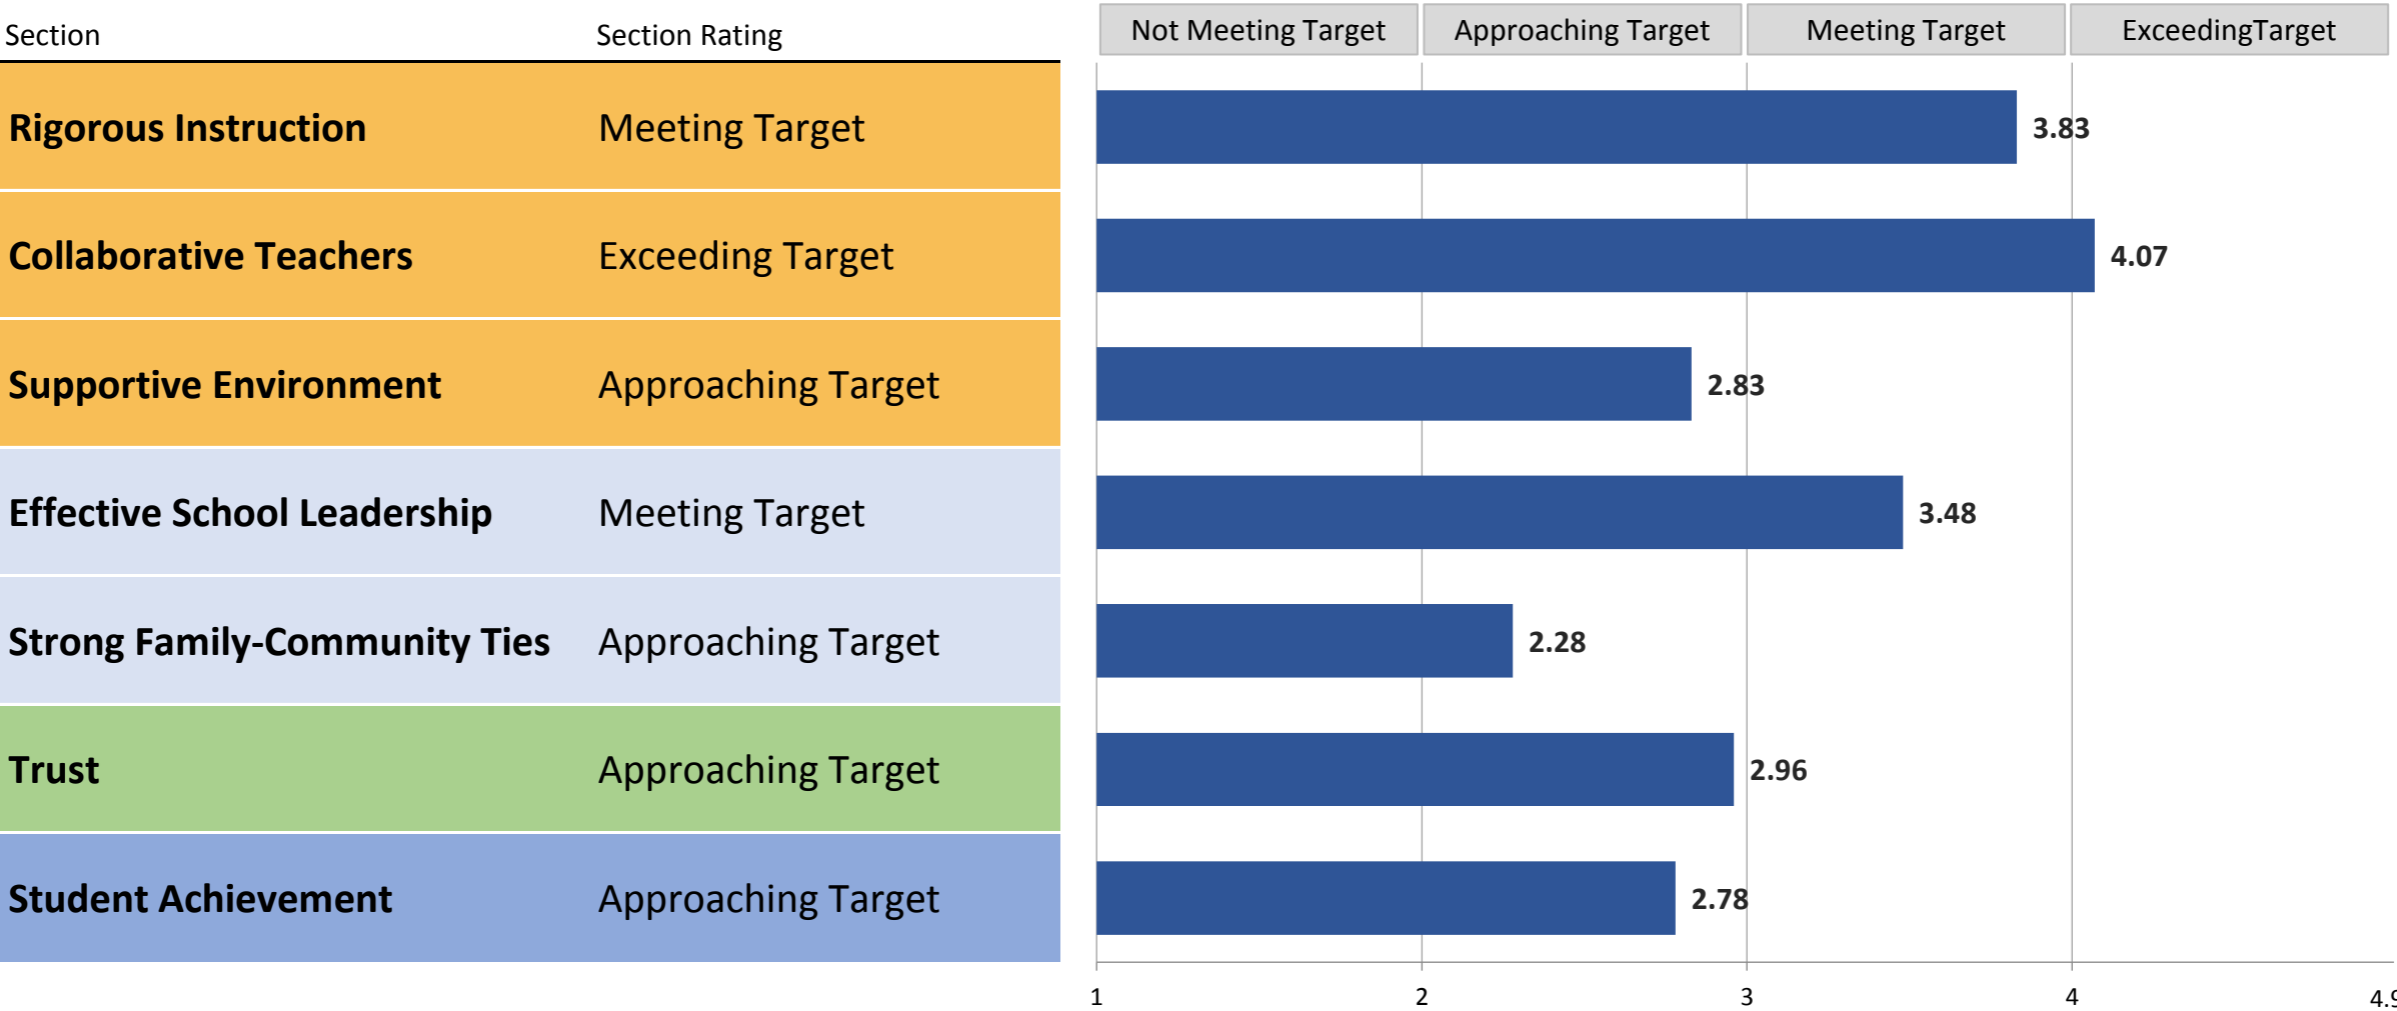 Section Section Rating Not Meeting Target Approaching Target Meeting Target ExceedingTarget
Rigorous Instruction Meeting Target 3.83
Collaborative Teachers Exceeding Target 4.07
Supportive Environment Approaching Target 2.83
Effective School Leadership Meeting Target 3.48
Strong Family-Community Ties Approaching Target 2.28
Trust Approaching Target 2.96
Student Achievement Approaching Target 2.78
1 2 3 4 4.9